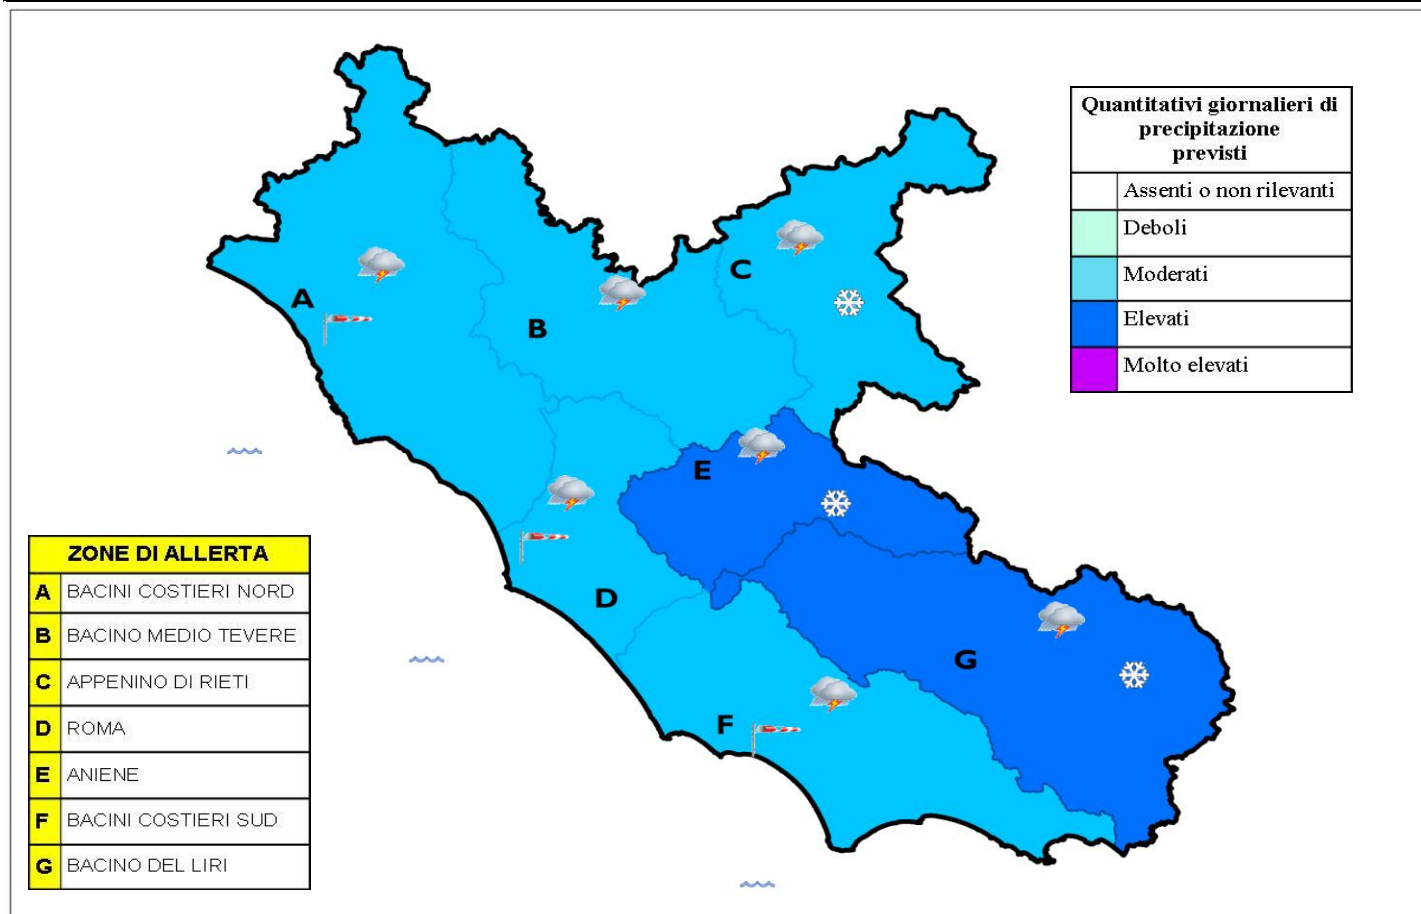 Quantitativi giornalieri di
precipitazione
previsti
Assenti o non rilevanti
Deboli
Moderati
Elevati
Molto elevati
A
B
C
D
E
F
G
ZONE DI ALLERTA
A BACINI COSTIERI NORD
B BACINO MEDIO TEVERE
C APPENINO DI RIETI
D ROMA
E ANIENE
F BACINI COSTIERI SUD
G BACINO DEL LIRI